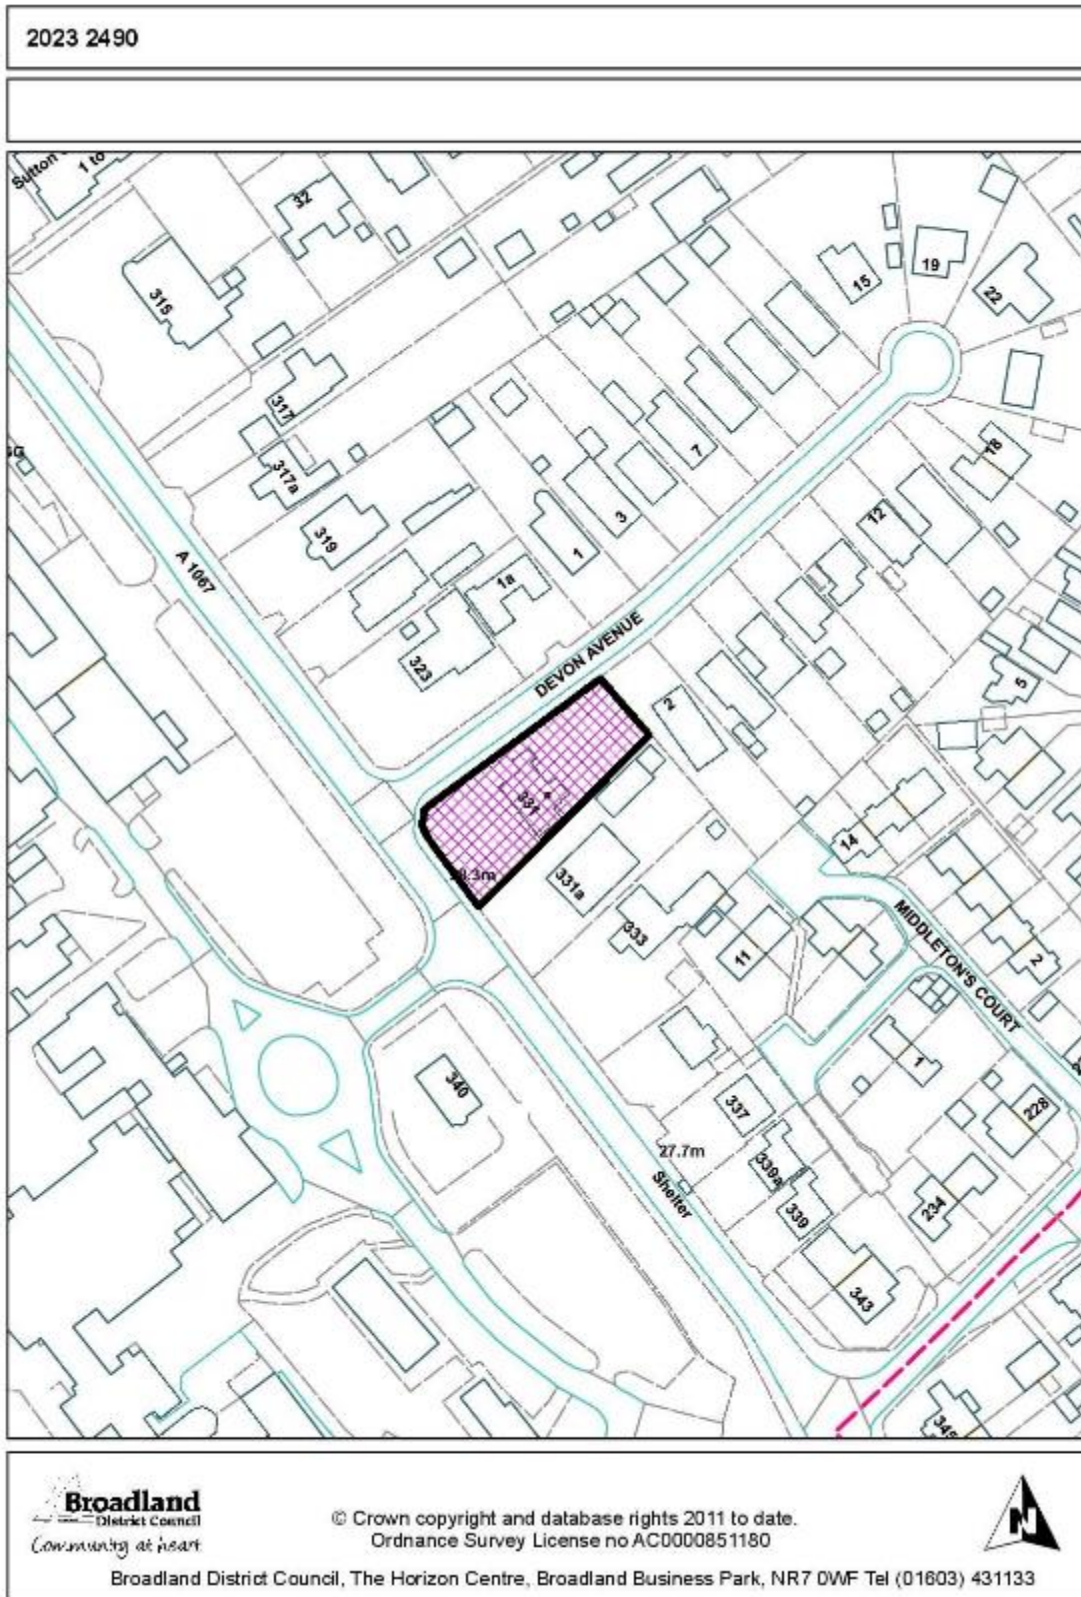 2023 2490
Sutton
1 to
32
315
317
317a
319
A 1067
323
1a
1
3
7
15
19
22
18
12
5
DEVON AVENUE
2
331
331a
333
11
14
MIDDLETON'S COURT
2
1
228
234
340
337
27.7m
339a
339
Shelter
343
345
Broadland
District Council
Community at heart
© Crown copyright and database rights 2011 to date.
Ordnance Survey License no AC0000851180
N
Broadland District Council, The Horizon Centre, Broadland Business Park, NR7 0WF Tel (01603) 431133